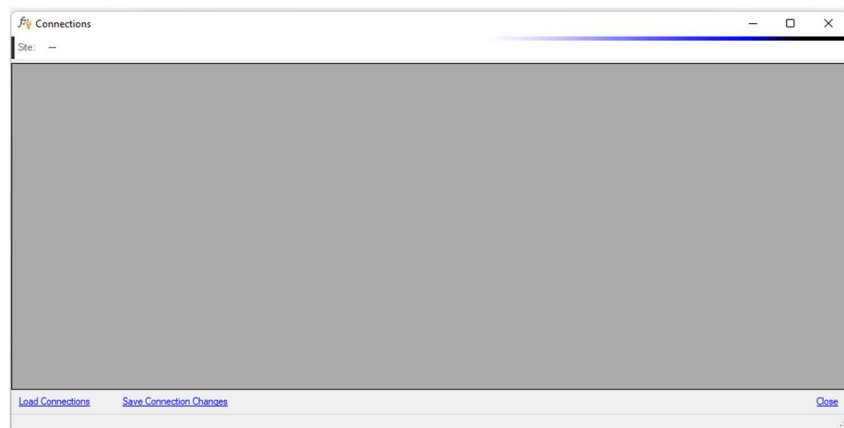 Connections
Site: ---
Load Connections Save Connection Changes Close